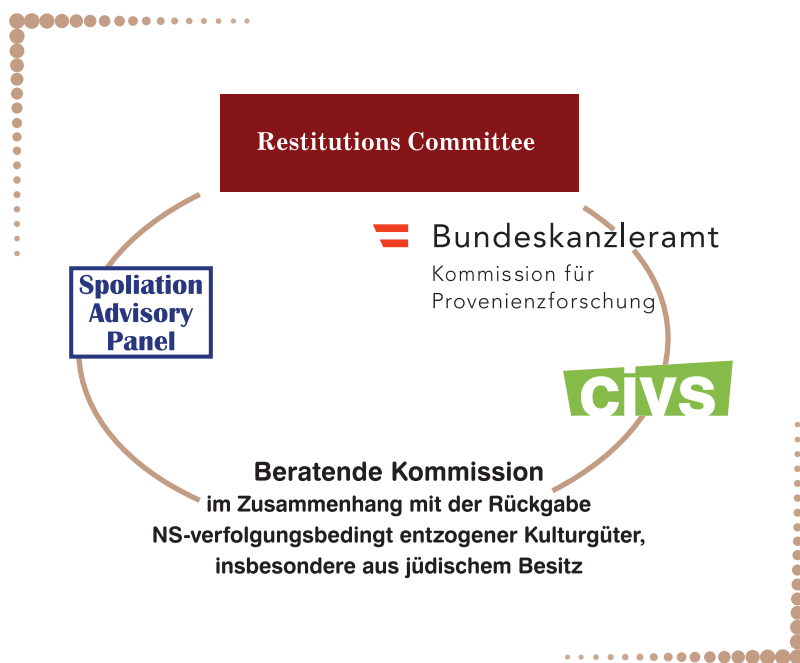 Restitutions Committee
Bundeskanzleramt
Kommission für
Provenienzforschung
Spoliation
Advisory
Panel
civs
Beratende Kommission
im Zusammenhang mit der Rückgabe
NS-verfolgungsbedingt entzogener Kulturgüter,
insbesondere aus jüdischem Besitz